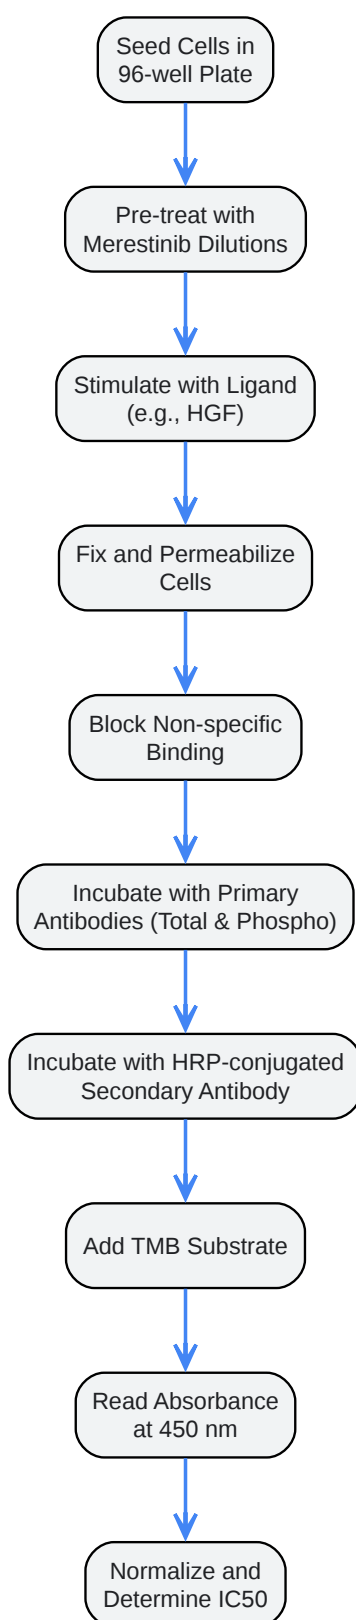 Seed Cells in
96-well Plate
Pre-treat with
Merestinib Dilutions
Stimulate with Ligand
(e.g., HGF)
Fix and Permeabilize
Cells
Block Non-specific
Binding
Incubate with Primary
Antibodies (Total & Phospho)
Incubate with HRP-conjugated
Secondary Antibody
Add TMB Substrate
Read Absorbance
at 450 nm
Normalize and
Determine IC50